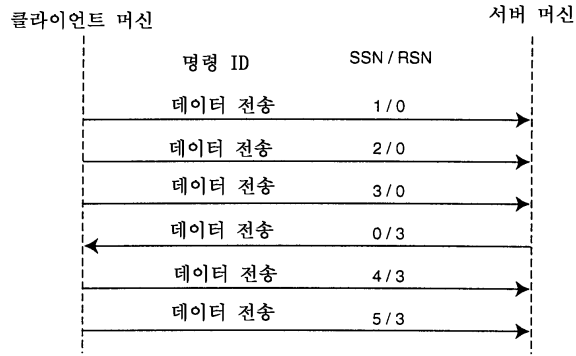 클라이언트 머신 서버 머신
명령 ID SSN / RSN
데이터 전송 1 / 0
데이터 전송 2 / 0
데이터 전송 3 / 0
데이터 전송 0 / 3
데이터 전송 4 / 3
데이터 전송 5 / 3